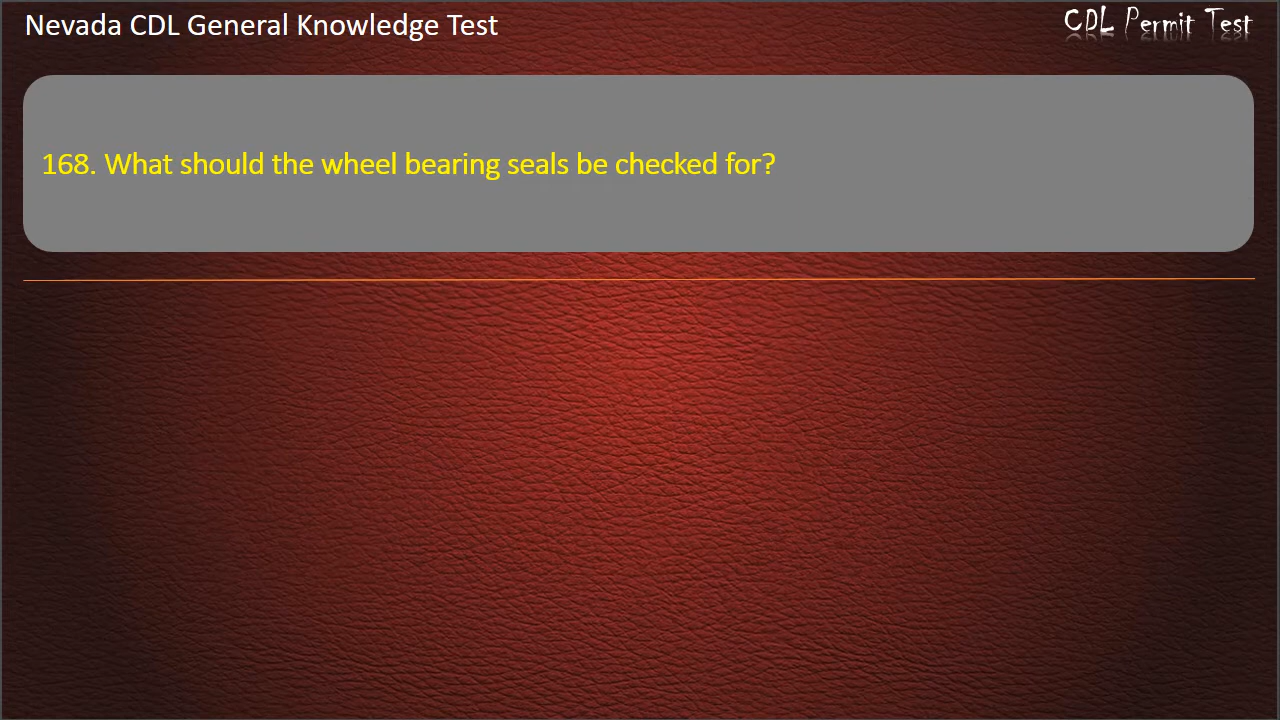 Nevada CDL General Knowledge Test
CDL Permit Test
168. What should the wheel bearing seals be checked for?